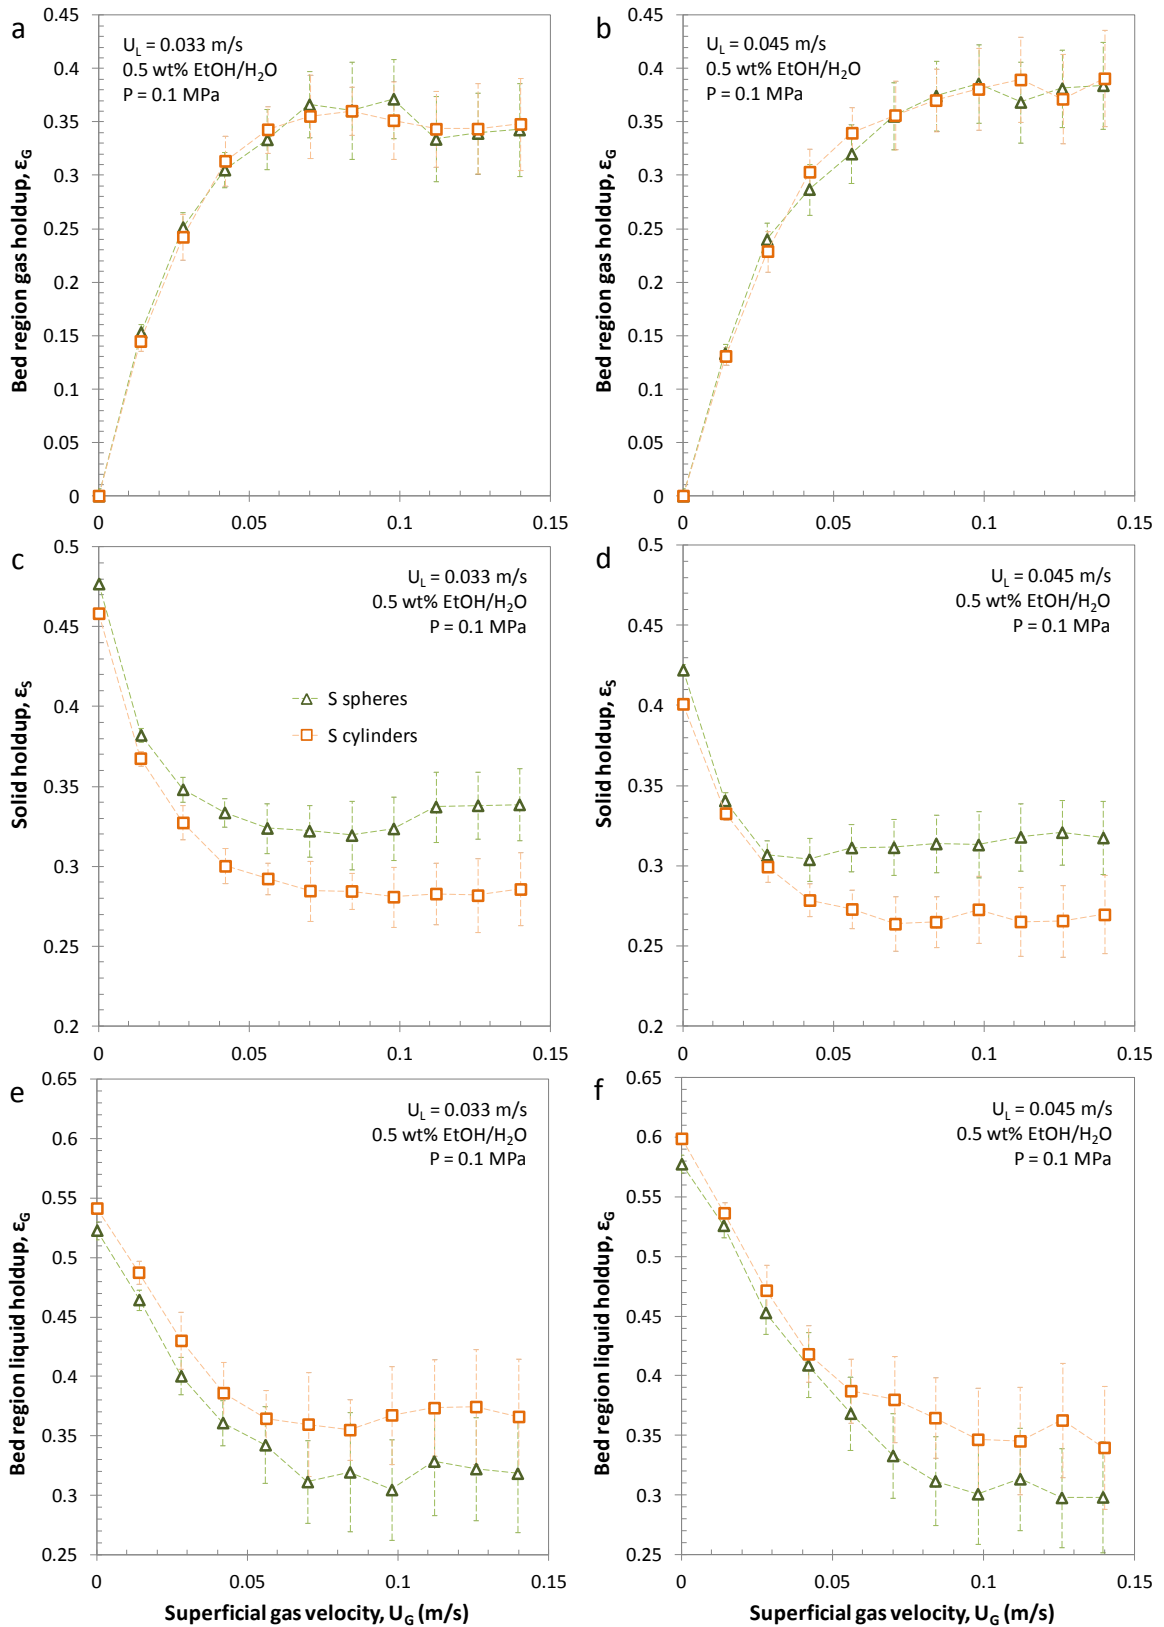 a
U_L = 0.033 m/s
0.5 wt% EtOH/H₂O
P = 0.1 MPa
Bed region gas holdup, ε_G
0.45
0.4
0.35
0.3
0.25
0.2
0.15
0.1
0.05
0
0 0.05 0.1 0.15
b
U_L = 0.045 m/s
0.5 wt% EtOH/H₂O
P = 0.1 MPa
Bed region gas holdup, ε_G
0.45
0.4
0.35
0.3
0.25
0.2
0.15
0.1
0.05
0
0 0.05 0.1 0.15
c
U_L = 0.033 m/s
0.5 wt% EtOH/H₂O
P = 0.1 MPa
S spheres
S cylinders
Solid holdup, ε_S
0.5
0.45
0.4
0.35
0.3
0.25
0.2
0 0.05 0.1 0.15
d
U_L = 0.045 m/s
0.5 wt% EtOH/H₂O
P = 0.1 MPa
Solid holdup, ε_S
0.5
0.45
0.4
0.35
0.3
0.25
0.2
0 0.05 0.1 0.15
e
U_L = 0.033 m/s
0.5 wt% EtOH/H₂O
P = 0.1 MPa
Bed region liquid holdup, ε_G
0.65
0.6
0.55
0.5
0.45
0.4
0.35
0.3
0.25
0 0.05 0.1 0.15
Superficial gas velocity, U_G (m/s)
f
U_L = 0.045 m/s
0.5 wt% EtOH/H₂O
P = 0.1 MPa
Bed region liquid holdup, ε_G
0.65
0.6
0.55
0.5
0.45
0.4
0.35
0.3
0.25
0 0.05 0.1 0.15
Superficial gas velocity, U_G (m/s)